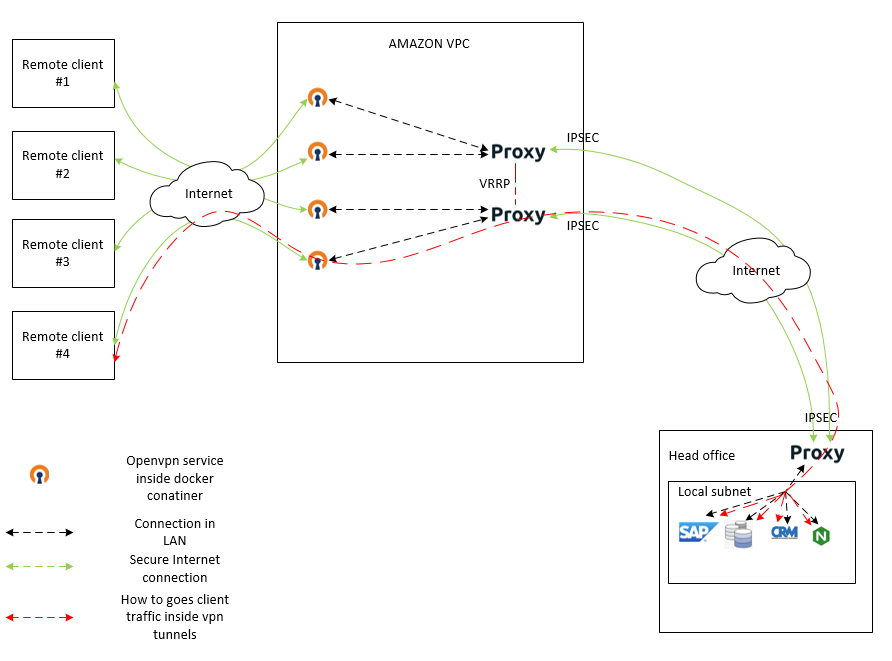 AMAZON VPC
Remote client
#1
Remote client
#2
Remote client
#3
Remote client
#4
Internet
Proxy
VRRP
Proxy
IPSEC
IPSEC
Internet
IPSEC
Head office
Proxy
Local subnet
SAP
CRM
N
Openvpn service
inside docker
conatiner
Connection in
LAN
Secure Internet
connection
How to goes client
traffic inside vpn
tunnels